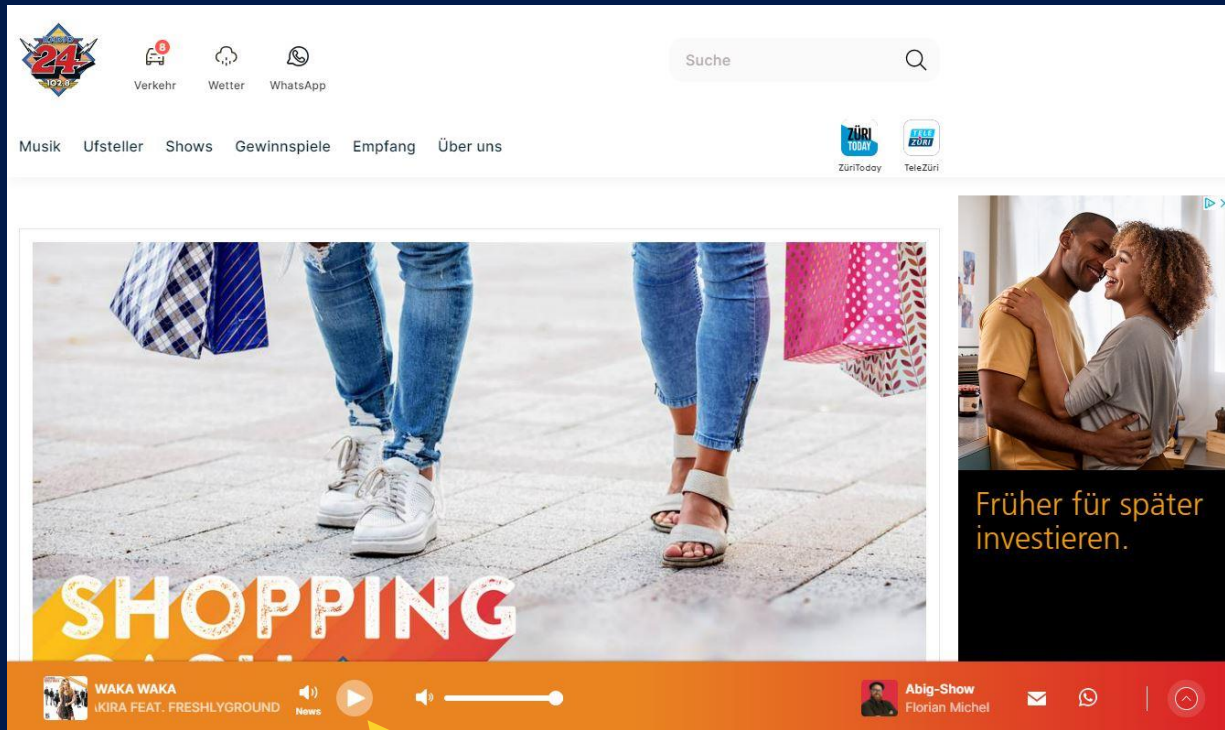 RADIO
24
102.8
8
Verkehr
Wetter
WhatsApp
Suche
Musik
Ufsteller
Shows
Gewinnspiele
Empfang
Über uns
ZÜRI
TODAY
ZüriToday
TELE
ZÜRI
TeleZüri
Früher für später
investieren.
SHOPPING
WAKA WAKA
KIRA FEAT. FRESHLYGROUND
News
Abig-Show
Florian Michel